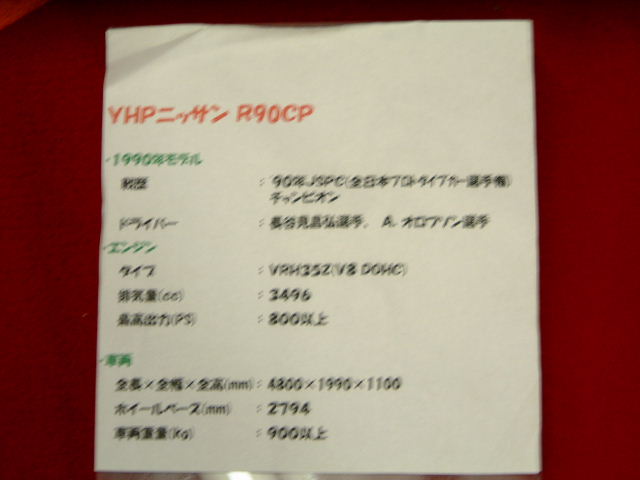 YHPニッサン R90CP
・1990年モデル
戦歴 : '90年JSPC(全日本プロトタイプカー選手権)
チャンピオン
ドライバー : 長谷見昌弘選手、 A. オロフソン選手
・エンジン
タイプ : VRH35Z(V8 DOHC)
排気量(cc) : 3496
最高出力(PS) : 800以上
・車両
全長×全幅×全高(mm) : 4800×1990×1100
ホイールベース(mm) : 2794
車両重量(Kg) : 900以上